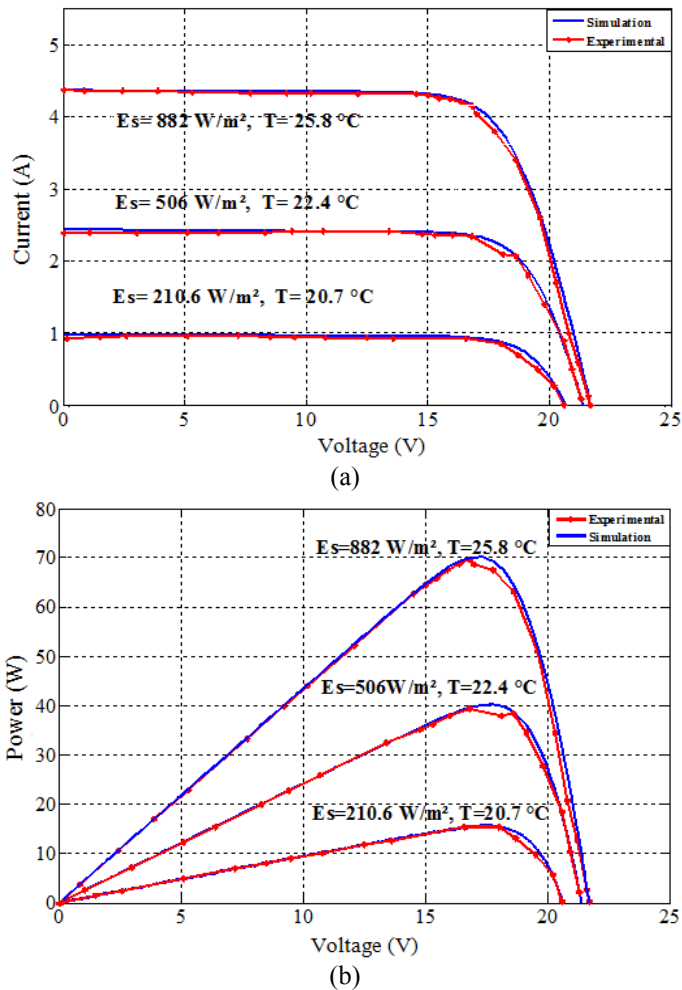 Simulation
Experimental
5
4
3
2
1
0
Es= 882 W/m², T= 25.8 °C
Es= 506 W/m², T= 22.4 °C
Es= 210.6 W/m², T= 20.7 °C
Current (A)
0 5 10 15 20 25
Voltage (V)
(a)
80
70
60
50
40
30
20
10
0
Experimental
Simulation
Es=882 W/m², T=25.8 °C
Es=506W/m², T=22.4 °C
Es=210.6 W/m², T=20.7 °C
Power (W)
0 5 10 15 20 25
Voltage (V)
(b)